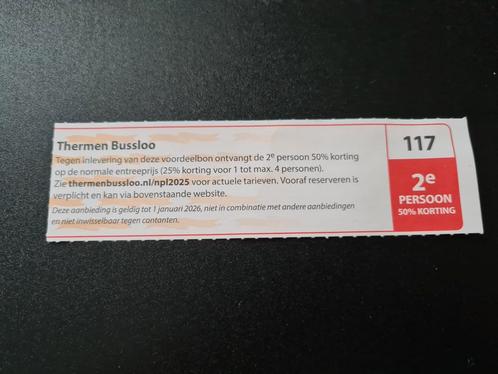 Thermen Bussloo
Tegen inlevering van deze voordeelbon ontvangt de 2e persoon 50% korting
op de normale entreeprijs (25% korting voor 1 tot max. 4 personen).
Zie thermenbussloo.nl/npl2025 voor actuele tarieven. Vooraf reserveren is
verplicht en kan via bovenstaande website.
Deze aanbieding is geldig tot 1 januari 2026, niet in combinatie met andere aanbiedingen
en niet inwisselbaar tegen contanten.
117
2e
PERSOON
50% KORTING